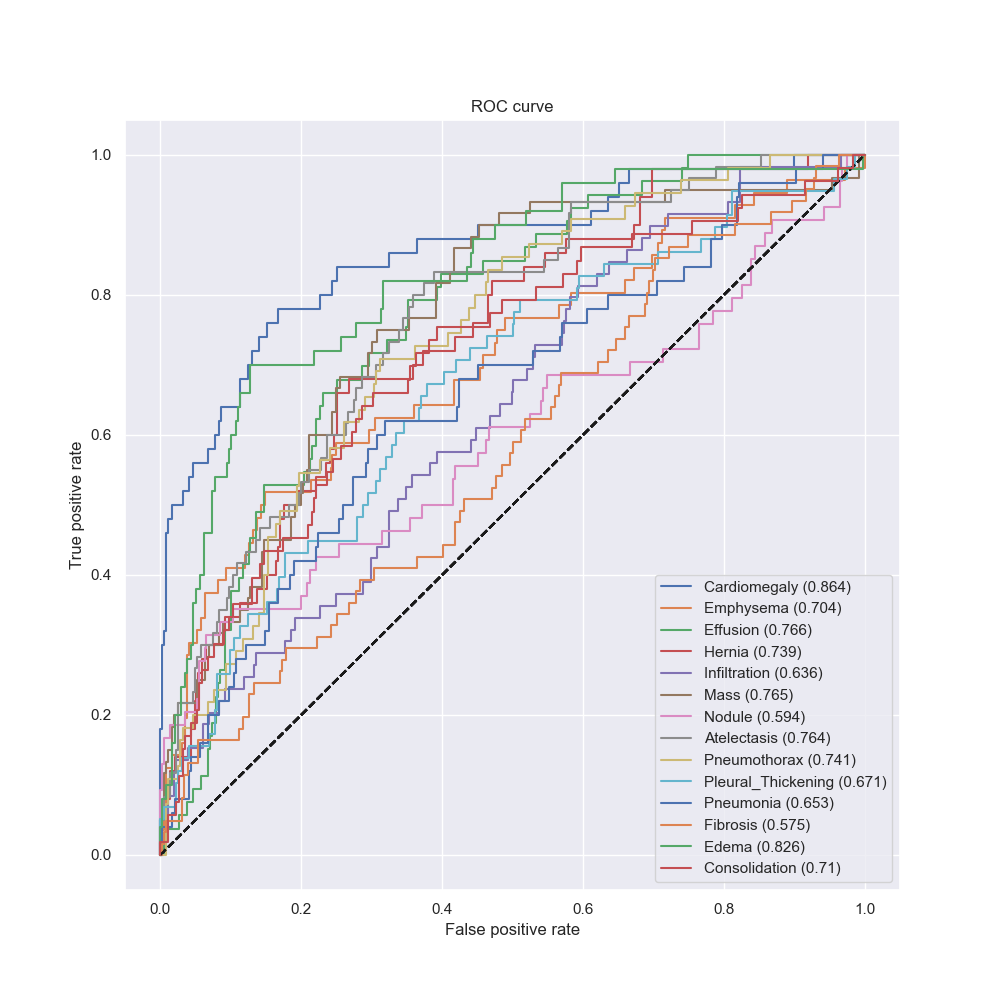 ROC curve
True positive rate
1.0
0.8
0.6
0.4
0.2
0.0
0.0 0.2 0.4 0.6 0.8 1.0
False positive rate
Cardiomegaly (0.864)
Emphysema (0.704)
Effusion (0.766)
Hernia (0.739)
Infiltration (0.636)
Mass (0.765)
Nodule (0.594)
Atelectasis (0.764)
Pneumothorax (0.741)
Pleural_Thickening (0.671)
Pneumonia (0.653)
Fibrosis (0.575)
Edema (0.826)
Consolidation (0.71)